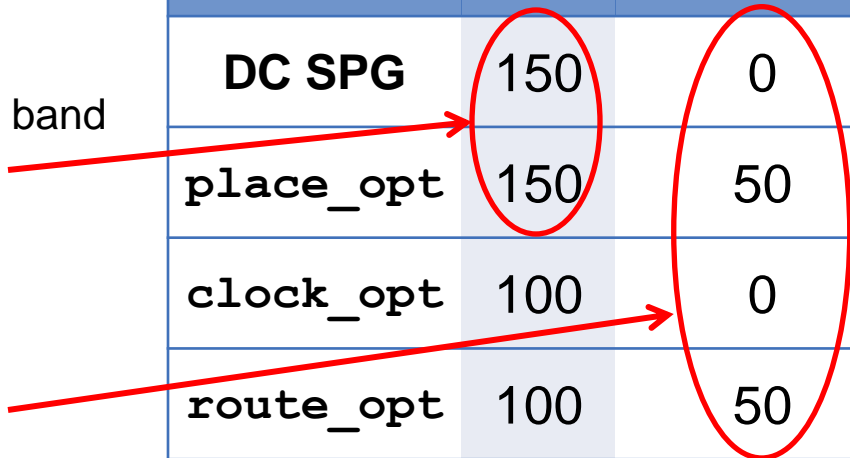 DC SPG 150 0
band
place_opt 150 50
clock_opt 100 0
route_opt 100 50